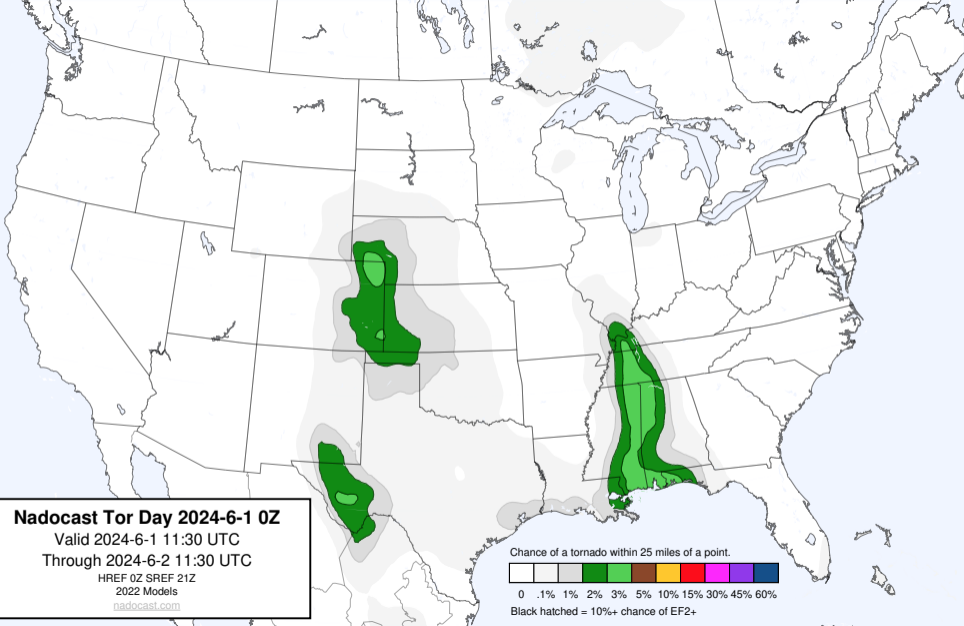 Nadocast Tor Day 2024-6-1 0Z
Valid 2024-6-1 11:30 UTC
Through 2024-6-2 11:30 UTC
HREF 0Z SREF 21Z
2022 Models
nadocast.com
Chance of a tornado within 25 miles of a point.
0 .1% 1% 2% 3% 5% 10% 15% 30% 45% 60%
Black hatched = 10%+ chance of EF2+